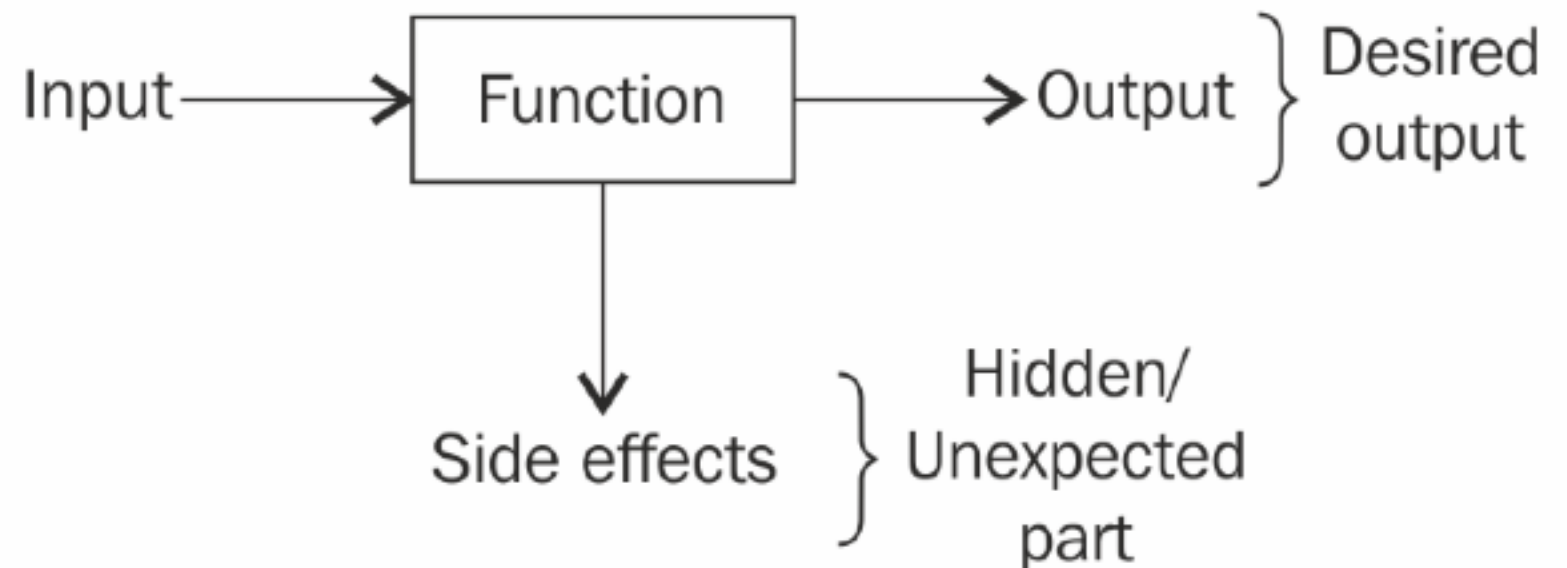 Input
Function
Output
Desired
output
Side effects
Hidden/
Unexpected
part